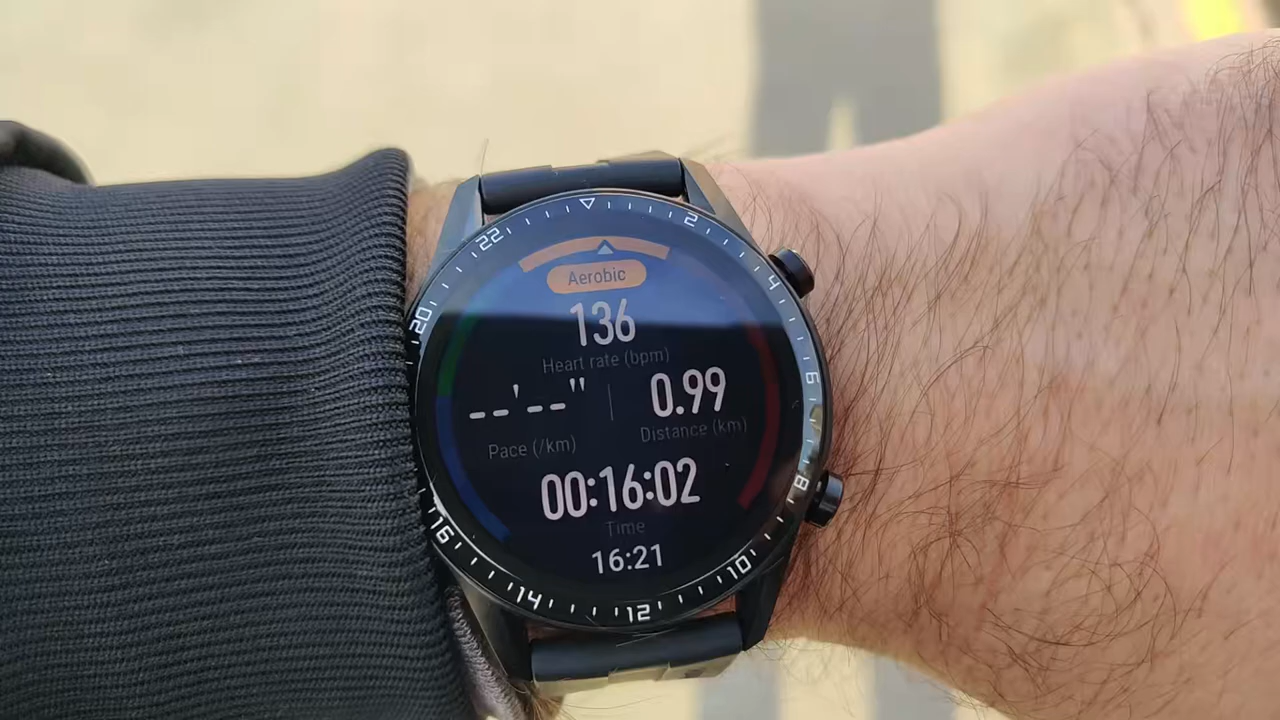 22 2
20 4
6
8
16 10
14 12
Aerobic
136
Heart rate (bpm)
--'--" 0.99
Pace (/km) Distance (km)
00:16:02
Time
16:21